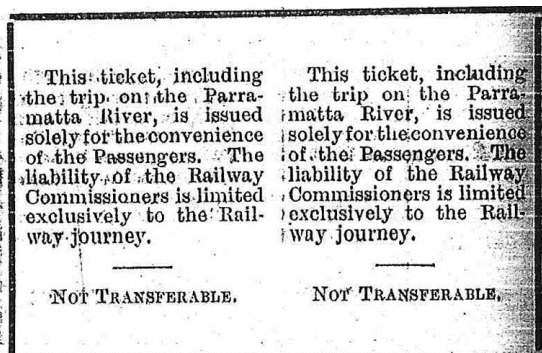 This ticket, including
the trip on the Parra-
matta River, is issued
solely for the convenience
of the Passengers. The
liability of the Railway
Commissioners is limited
exclusively to the Rail-
way journey.
NOT TRANSFERABLE.
This ticket, including
the trip on the Parra-
matta River, is issued
solely for the convenience
of the Passengers. The
liability of the Railway
Commissioners is limited
exclusively to the Rail-
way journey.
NOT TRANSFERABLE.